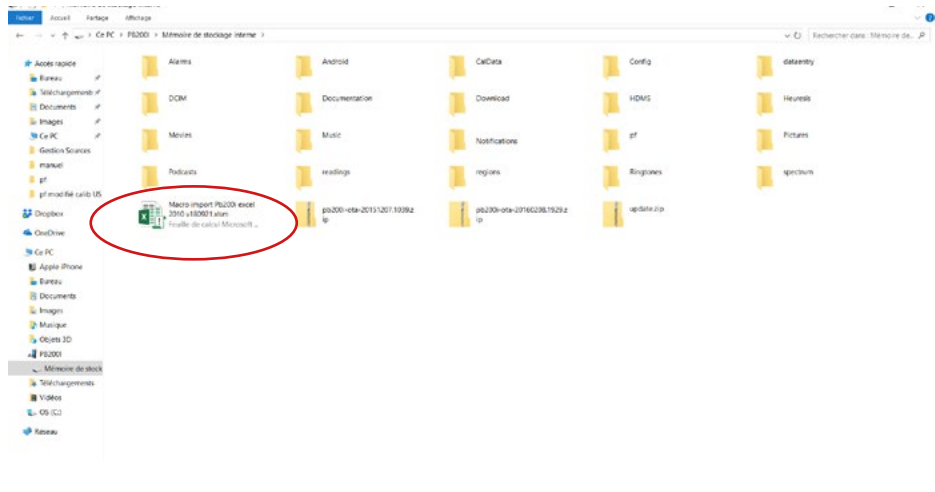 Fichier Accueil Partage Affichage
> Ce PC > PB200i > Mémoire de stockage interne >
Rechercher dans : Mémoire de...
Accès rapide
Bureau
Téléchargements
Documents
Images
Ce PC
Gestion Sources
manuel
pf
pf modifié calib US
Dropbox
OneDrive
Ce PC
Apple iPhone
Bureau
Documents
Images
Musique
Objets 3D
PB200i
Mémoire de stock
Téléchargements
Vidéos
OS (C:)
Réseau
Alarms
Android
CalData
Config
dataentry
DCIM
Documentation
Download
HDMS
Heuresis
Movies
Music
Notifications
pf
Pictures
Podcasts
readings
regions
Ringtones
spectrum
Macro import Pb200i excel
2010 v180921.xlsm
Feuille de calcul Microsoft ...
pb200i-ota-20151207.1039.z
ip
pb200i-ota-20160208.1929.z
ip
update.zip